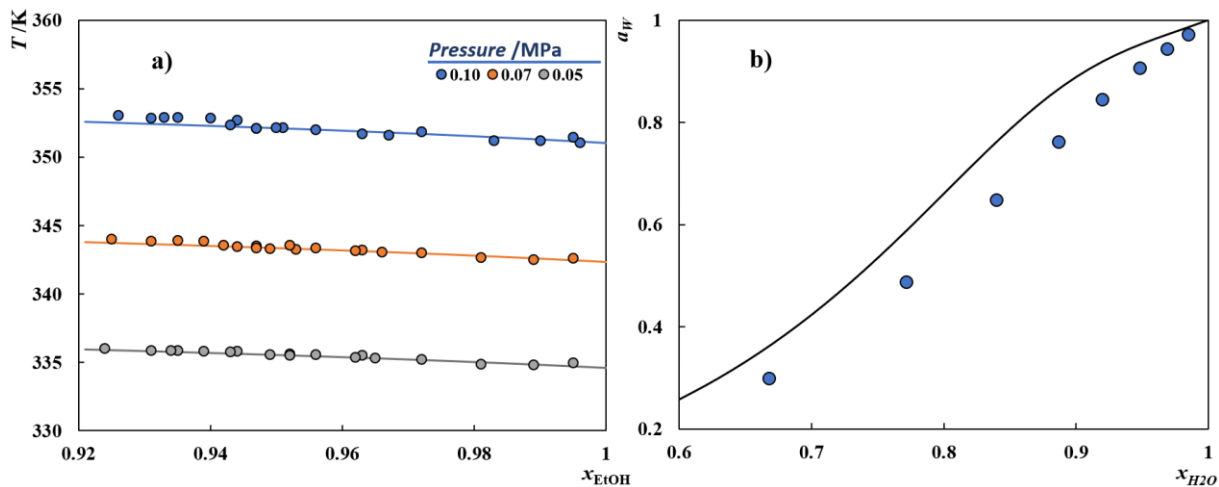 T /K
360
355
350
345
340
335
330
a)
Pressure /MPa
0.10 0.07 0.05
0.92 0.94 0.96 0.98 1
xEtOH
aW
1
0.8
0.6
0.4
0.2
b)
0.6 0.7 0.8 0.9 1
xH2O